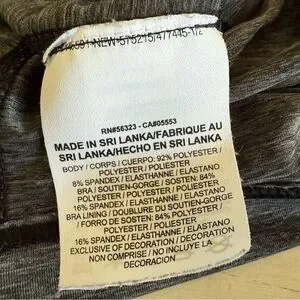 RN#56323 - CA#05553
MADE IN SRI LANKA/FABRIQUE AU
SRI LANKA/HECHO EN SRI LANKA
BODY / CORPS / CUERPO: 92% POLYESTER /
POLYESTER / POLIESTER
8% SPANDEX / ELASTHANNE / ELASTANO
BRA / SOUTIEN-GORGE / SOSTEN: 84%
POLYESTER / POLYESTER / POLIESTER
16% SPANDEX / ELASTHANNE / ELASTANO
BRA LINING / DOUBLURE DU SOUTIEN-GORGE
/ FORRO DE SOSTEN: 84% POLYESTER /
POLYESTER / POLIESTER
16% SPANDEX / ELASTHANNE / ELASTANO
EXCLUSIVE OF DECORATION / DECORATION
NON COMPRISE / NO INCLUYE LA
DECORACION